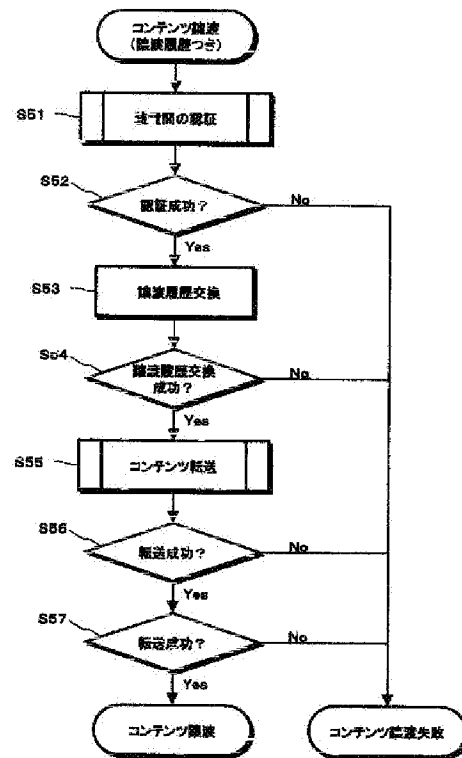 コンテンツ譲渡
(譲渡履歴つき)
S51
装置間の認証
S52
認証成功?
No
Yes
S53
譲渡履歴交換
S54
譲渡履歴交換
成功?
No
Yes
S55
コンテンツ転送
S56
転送成功?
No
Yes
S57
転送成功?
No
Yes
コンテンツ譲渡
コンテンツ譲渡失敗